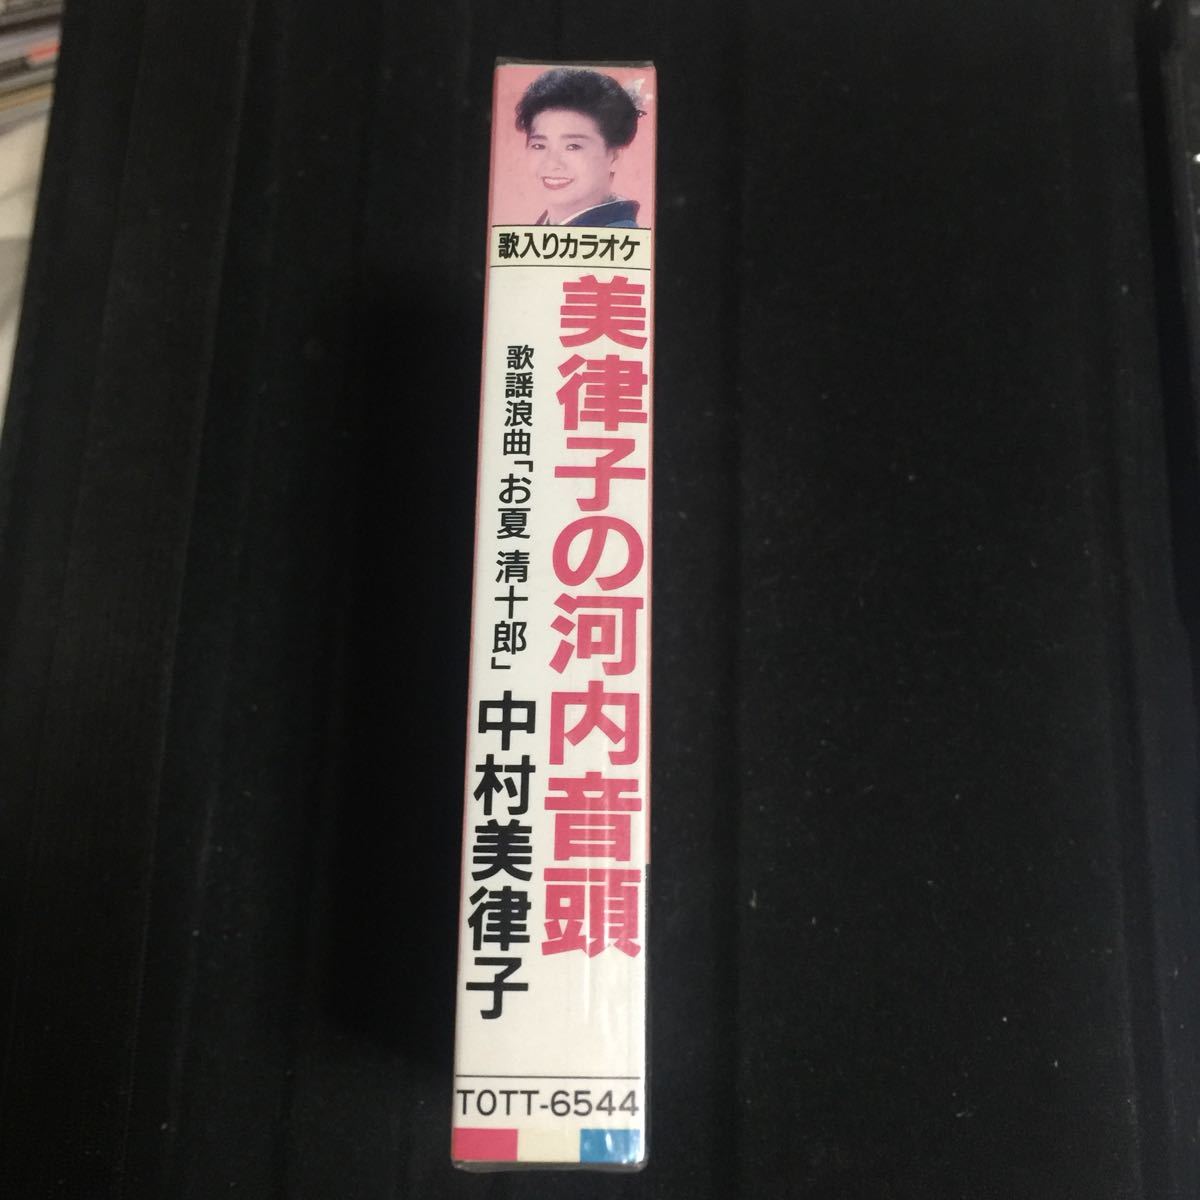 歌入りカラオケ
美律子の河内音頭
歌謡浪曲「お夏 清十郎」
中村美律子
TOTT-6544